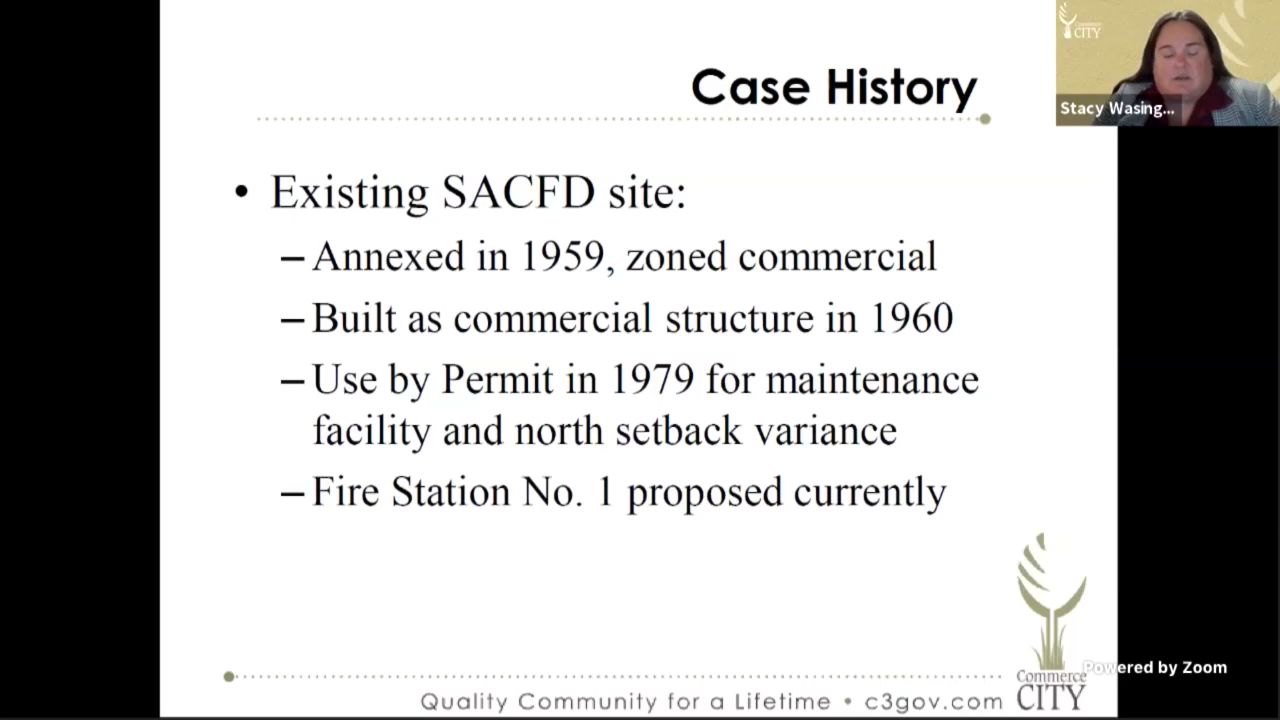 Case History
Commerce
CITY
Stacy Wasing...
• Existing SACFD site:
– Annexed in 1959, zoned commercial
– Built as commercial structure in 1960
– Use by Permit in 1979 for maintenance
facility and north setback variance
– Fire Station No. 1 proposed currently
Powered by Zoom
Commerce
CITY
Quality Community for a Lifetime • c3gov.com